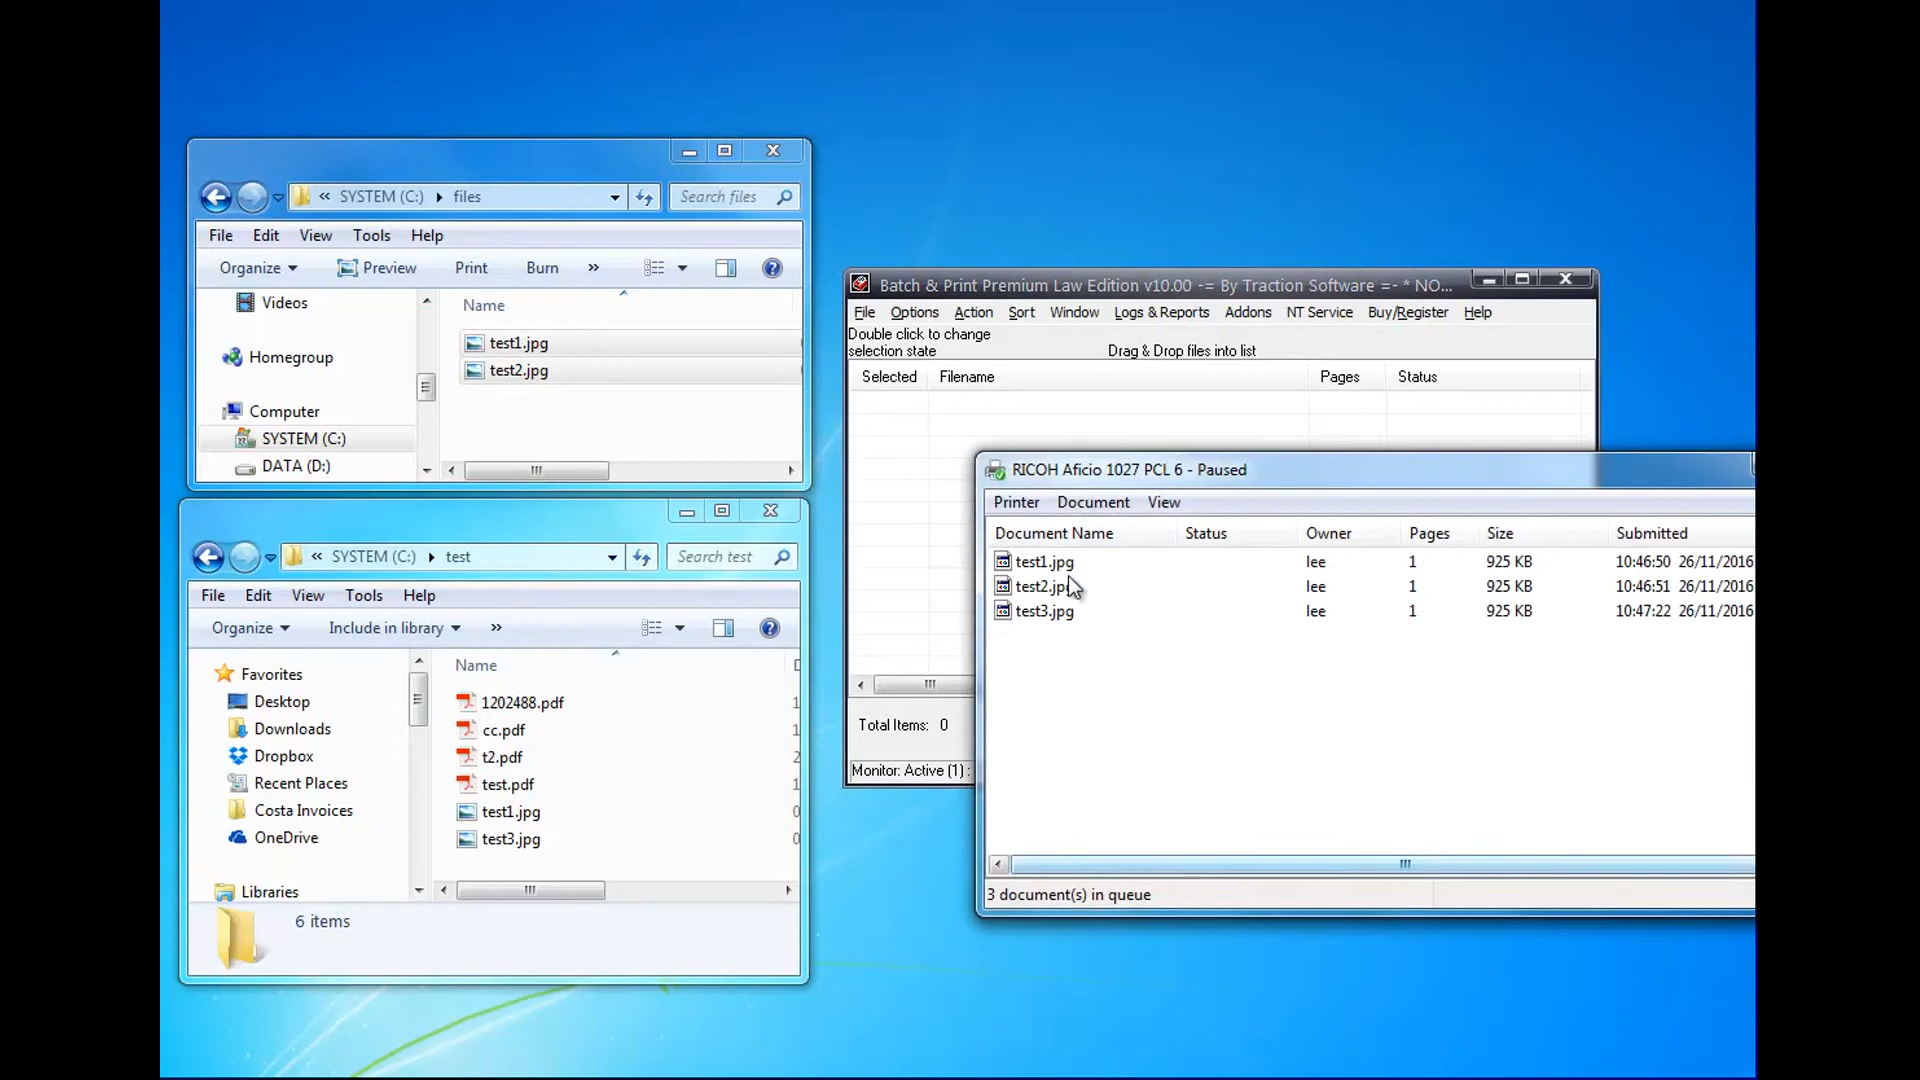 SYSTEM (C:) files
Search files
File Edit View Tools Help
Organize Preview Print Burn »
Videos
Homegroup
Computer
SYSTEM (C:)
DATA (D:)
Name
test1.jpg
test2.jpg
SYSTEM (C:) test
Search test
File Edit View Tools Help
Organize Include in library »
Favorites
Desktop
Downloads
Dropbox
Recent Places
Costa Invoices
OneDrive
Libraries
Name
1202488.pdf 1
cc.pdf 1
t2.pdf 2
test.pdf 1
test1.jpg 0
test3.jpg 0
6 items
Batch & Print Premium Law Edition v10.00 -= By Traction Software =- * NO...
File Options Action Sort Window Logs & Reports Addons NT Service Buy/Register Help
Double click to change
selection state
Drag & Drop files into list
Selected Filename Pages Status
Total Items: 0
Monitor: Active (1) :
RICOH Aficio 1027 PCL 6 - Paused
Printer Document View
Document Name Status Owner Pages Size Submitted
test1.jpg lee 1 925 KB 10:46:50 26/11/2016
test2.jpg lee 1 925 KB 10:46:51 26/11/2016
test3.jpg lee 1 925 KB 10:47:22 26/11/2016
3 document(s) in queue